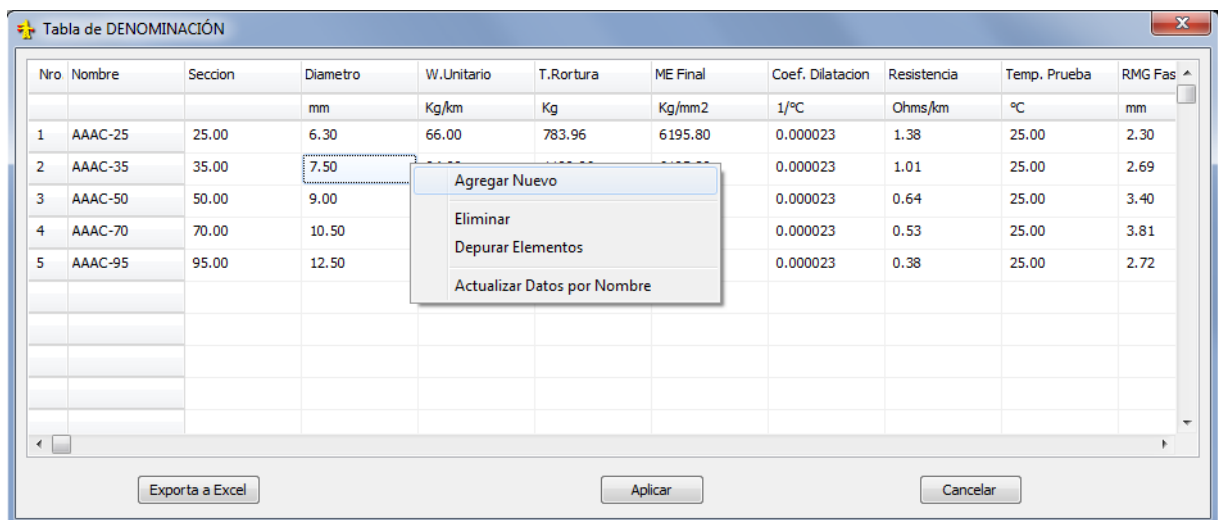 Tabla de DENOMINACIÓN
Nro Nombre Seccion Diametro W.Unitario T.Rortura ME Final Coef. Dilatacion Resistencia Temp. Prueba RMG Fas
mm Kg/km Kg Kg/mm2 1/ºC Ohms/km ºC mm
1 AAAC-25 25.00 6.30 66.00 783.96 6195.80 0.000023 1.38 25.00 2.30
2 AAAC-35 35.00 7.50 0.000023 1.01 25.00 2.69
3 AAAC-50 50.00 9.00 0.000023 0.64 25.00 3.40
4 AAAC-70 70.00 10.50 0.000023 0.53 25.00 3.81
5 AAAC-95 95.00 12.50 0.000023 0.38 25.00 2.72
Agregar Nuevo
Eliminar
Depurar Elementos
Actualizar Datos por Nombre
Exporta a Excel Aplicar Cancelar